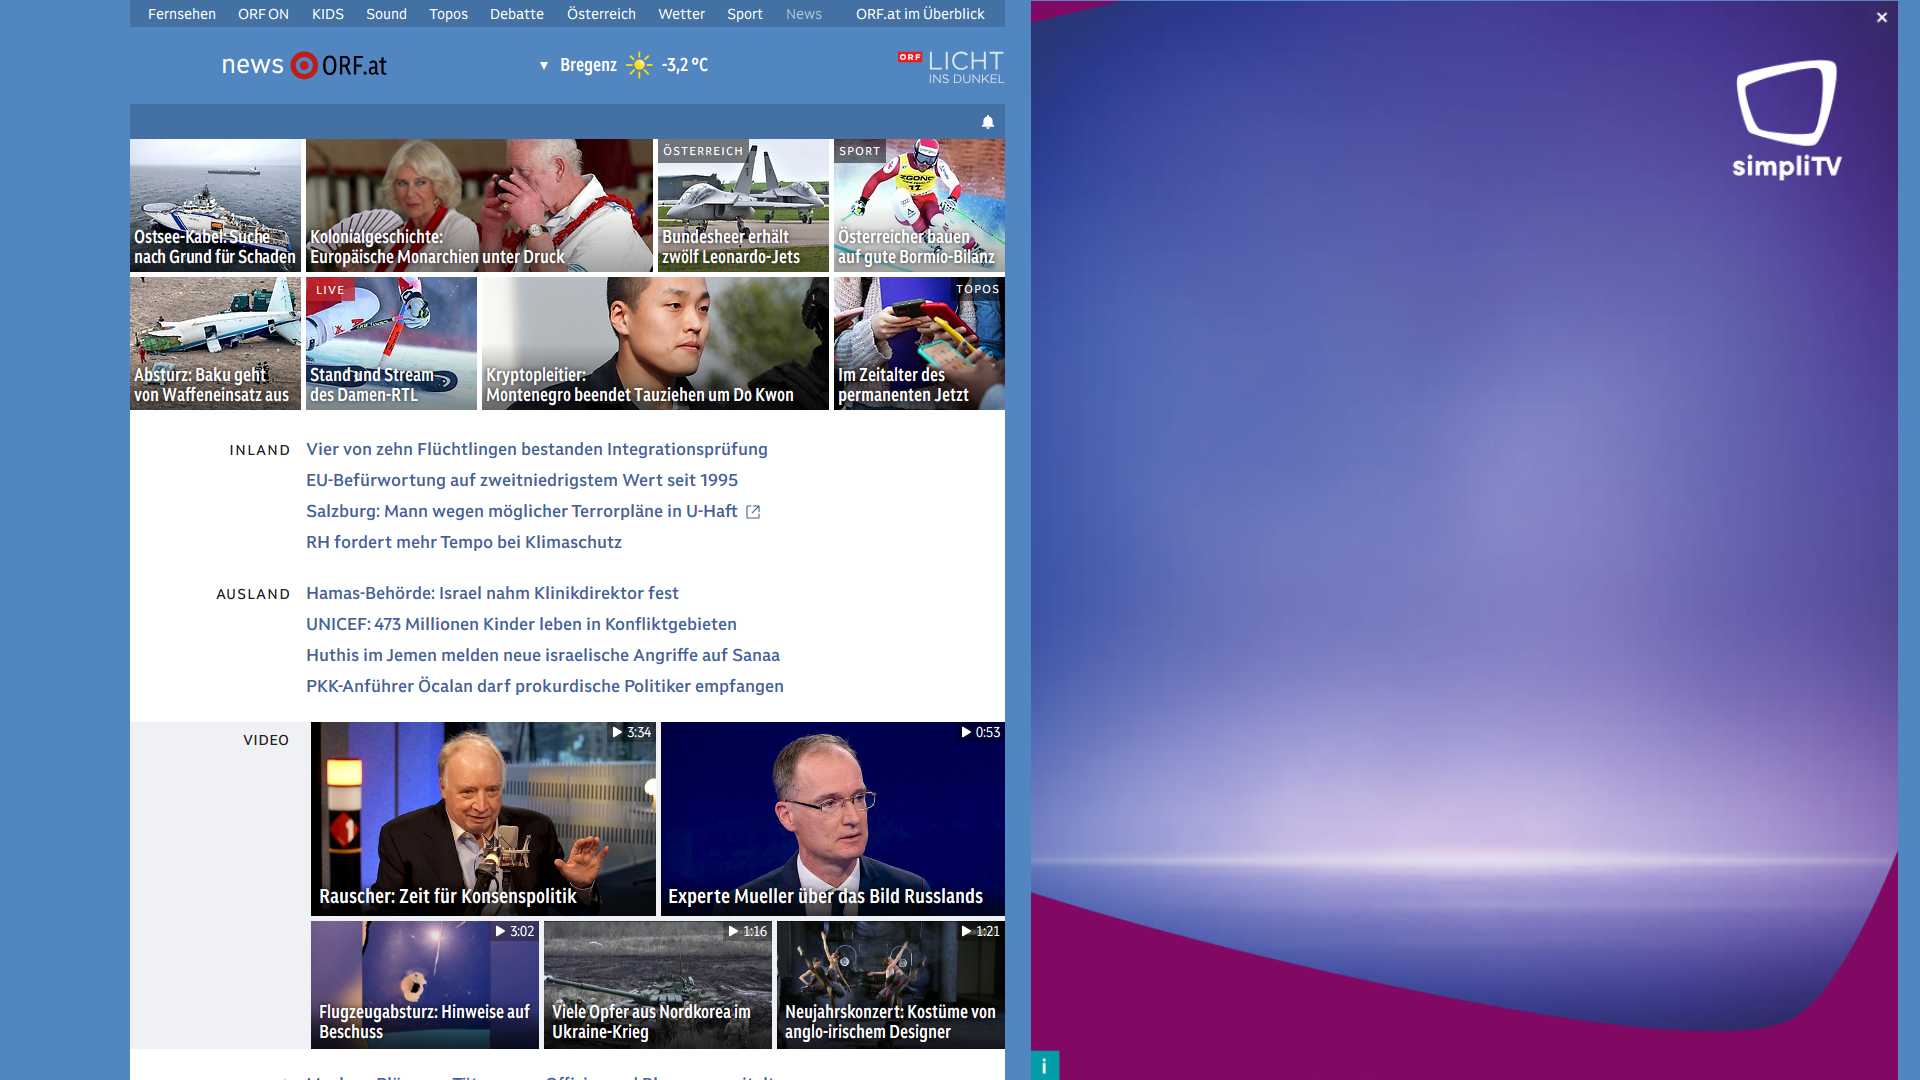 Fernsehen ORF ON KIDS Sound Topos Debatte Österreich Wetter Sport News ORF.at im Überblick
news ORF.at
Bregenz -3,2 °C
ORF LICHT
INS DUNKEL
Ostsee-Kabel: Suche
nach Grund für Schaden
Kolonialgeschichte:
Europäische Monarchien unter Druck
ÖSTERREICH
Bundesheer erhält
zwölf Leonardo-Jets
SPORT
Österreicher bauen
auf gute Bormio-Bilanz
Absturz: Baku geht
von Waffeneinsatz aus
LIVE
Stand und Stream
des Damen-RTL
Kryptopleitier:
Montenegro beendet Tauziehen um Do Kwon
TOPOS
Im Zeitalter des
permanenten Jetzt
INLAND
Vier von zehn Flüchtlingen bestanden Integrationsprüfung
EU-Befürwortung auf zweitniedrigstem Wert seit 1995
Salzburg: Mann wegen möglicher Terrorpläne in U-Haft
RH fordert mehr Tempo bei Klimaschutz
AUSLAND
Hamas-Behörde: Israel nahm Klinikdirektor fest
UNICEF: 473 Millionen Kinder leben in Konfliktgebieten
Huthis im Jemen melden neue israelische Angriffe auf Sanaa
PKK-Anführer Öcalan darf prokurdische Politiker empfangen
VIDEO
3:34
Rauscher: Zeit für Konsenspolitik
0:53
Experte Mueller über das Bild Russlands
3:02
Flugzeugabsturz: Hinweise auf
Beschuss
1:16
Viele Opfer aus Nordkorea im
Ukraine-Krieg
1:21
Neujahrskonzert: Kostüme von
anglo-irischem Designer
simpliTV
i